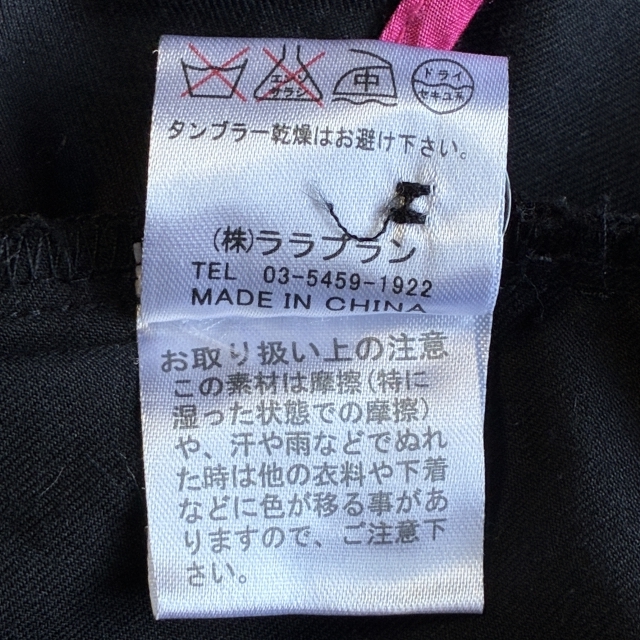 エンソ
サラシ
中
ドライ
セキユ系
タンブラー乾燥はお避け下さい。
(株)ララプラン
TEL 03-5459-1922
MADE IN CHINA
お取り扱い上の注意
この素材は摩擦(特に
湿った状態での摩擦)
や、汗や雨などでぬれ
た時は他の衣料や下着
などに色が移る事があ
りますので、ご注意下
さい。